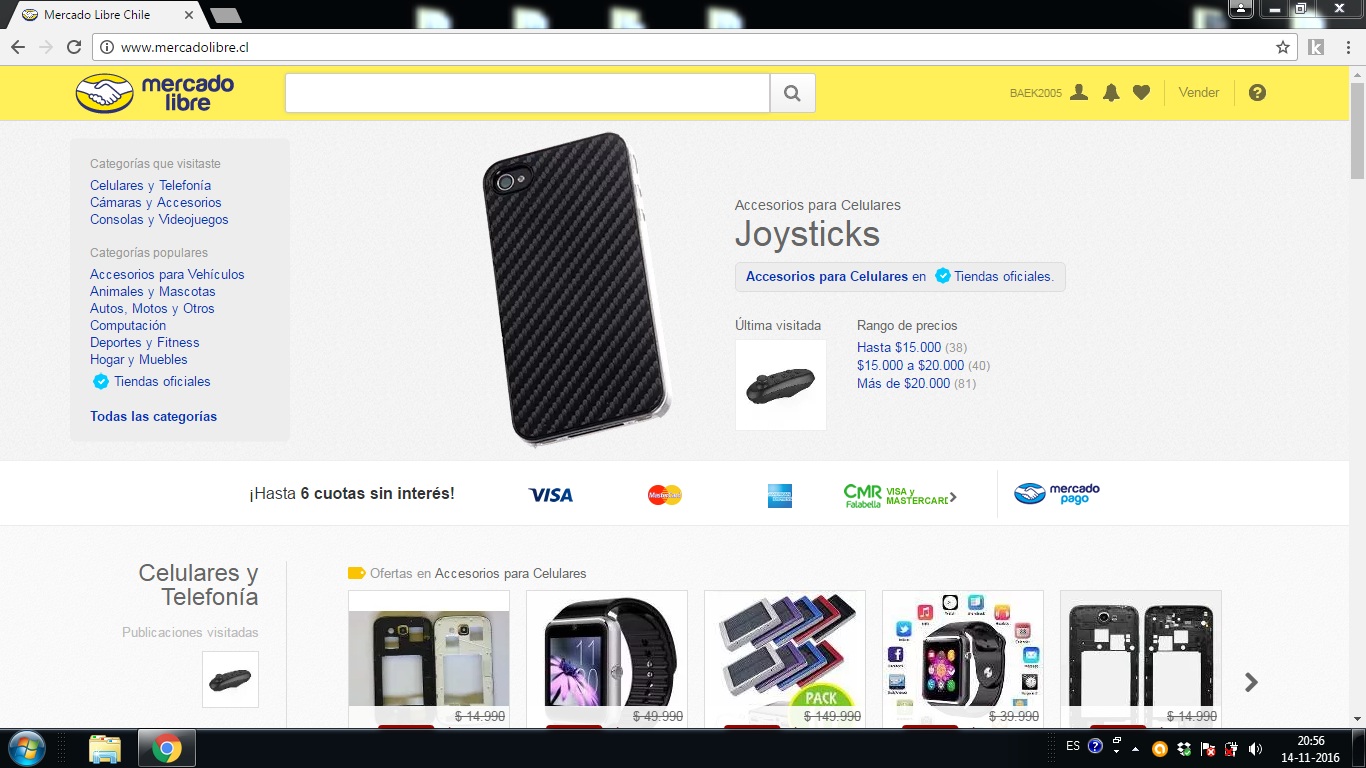 Mercado Libre Chile
www.mercadolibre.cl
mercado
libre
BAEK2005
Vender
Categorías que visitaste
Celulares y Telefonía
Cámaras y Accesorios
Consolas y Videojuegos
Categorías populares
Accesorios para Vehículos
Animales y Mascotas
Autos, Motos y Otros
Computación
Deportes y Fitness
Hogar y Muebles
Tiendas oficiales
Todas las categorías
Accesorios para Celulares
Joysticks
Accesorios para Celulares en Tiendas oficiales.
Última visitada
Rango de precios
Hasta $15.000 (38)
$15.000 a $20.000 (40)
Más de $20.000 (81)
¡Hasta 6 cuotas sin interés!
VISA
MasterCard
CMR
Falabella
VISA y
MASTERCARD
mercado
pago
Celulares y
Telefonía
Publicaciones visitadas
Ofertas en Accesorios para Celulares
PACK
$ 14.990
$ 49.990
$ 149.990
$ 39.990
$ 14.990
ES
20:56
14-11-2016